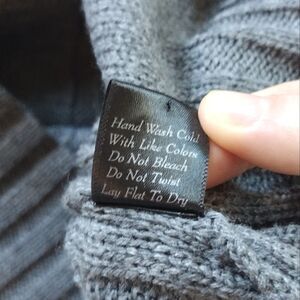 Hand Wash Cold
With Like Colors
Do Not Bleach
Do Not Twist
Lay Flat To Dry